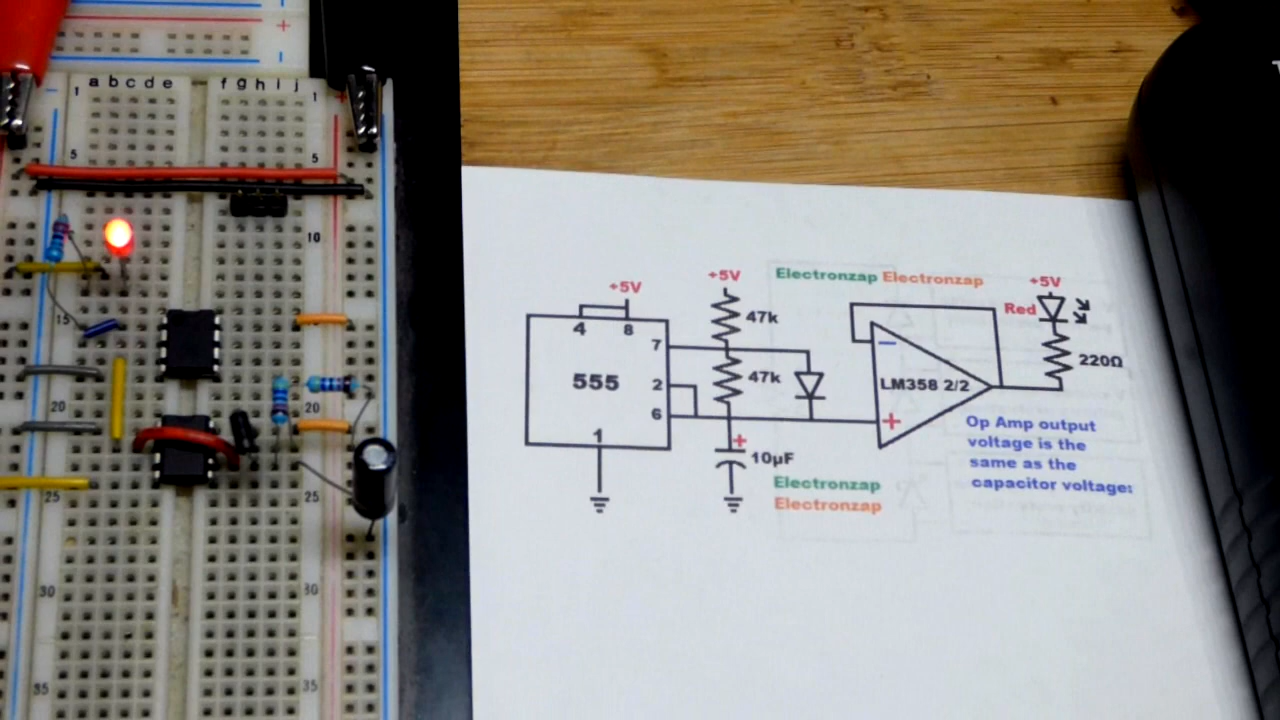 +
a b c d e
f g h i j
1
1
5
5
10
15
20
20
25
25
30
30
35
35
+5V
4 8
7
555
2
6
1
+5V
47k
47k
+
10µF
Electronzap Electronzap
Electronzap
Electronzap
−
LM358 2/2
+
+5V
Red
220Ω
Op Amp output
voltage is the
same as the
capacitor voltage: